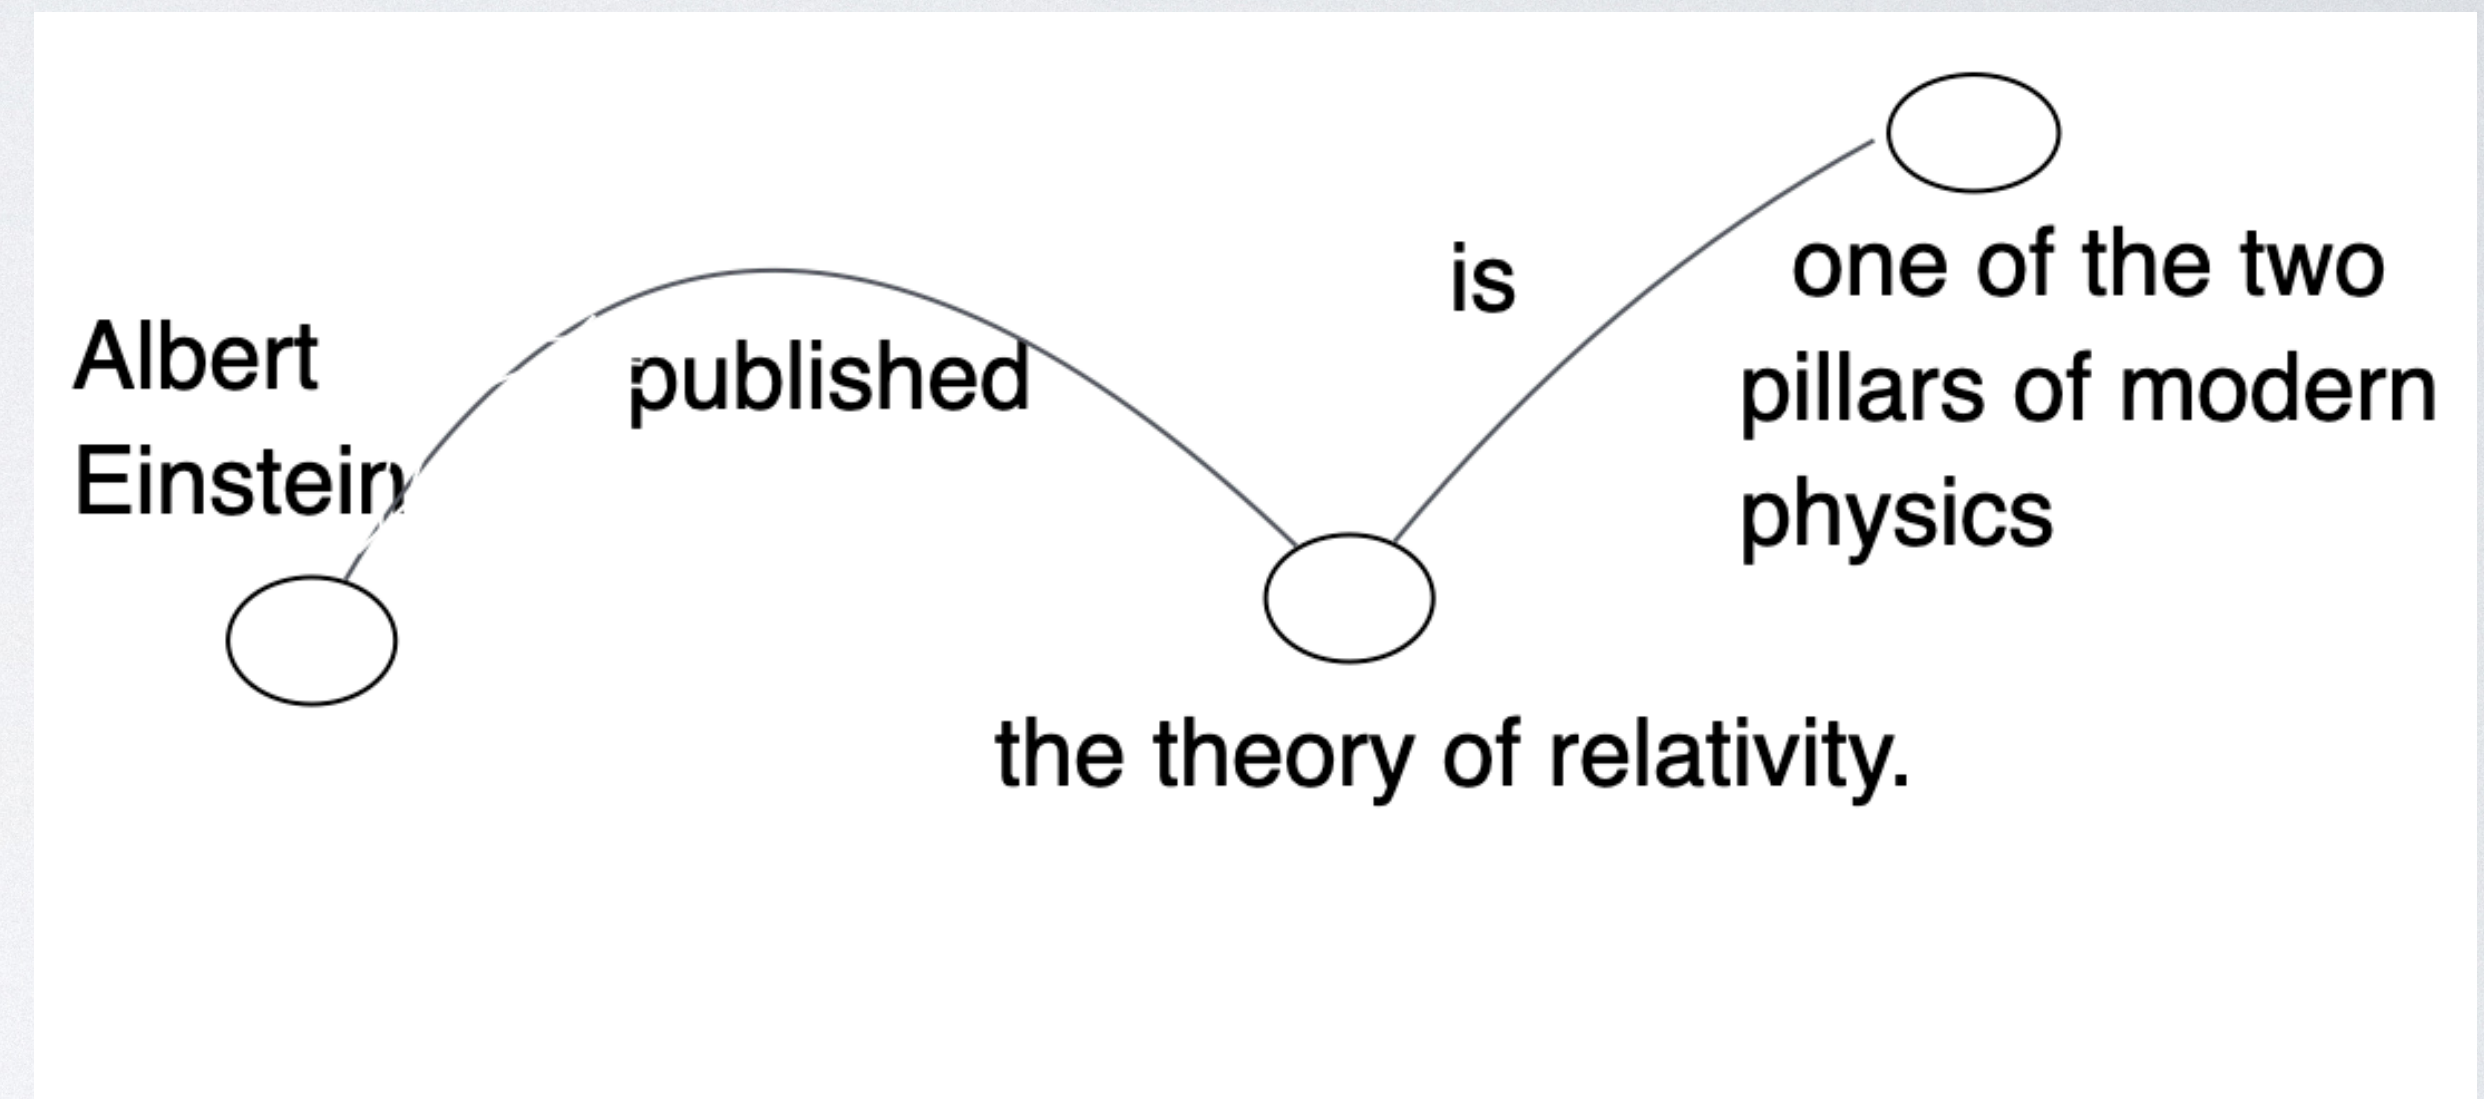 Albert
Einstein
published
the theory of relativity.
is
one of the two
pillars of modern
physics